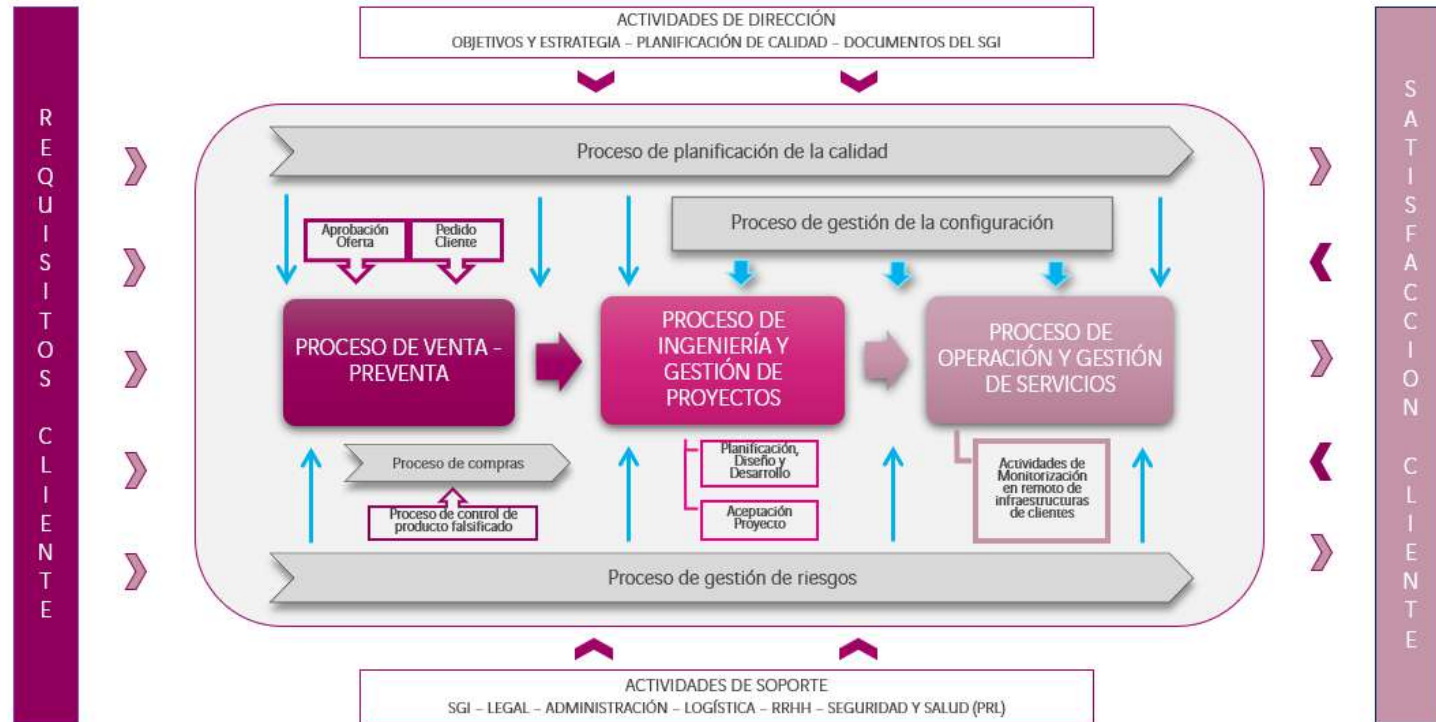 ACTIVIDADES DE DIRECCIÓN
OBJETIVOS Y ESTRATEGIA – PLANIFICACIÓN DE CALIDAD – DOCUMENTOS DEL SGI
REQUISITOS CLIENTE
Proceso de planificación de la calidad
Aprobación
Oferta
Pedido
Cliente
Proceso de gestión de la configuración
PROCESO DE VENTA –
PREVENTA
PROCESO DE
INGENIERÍA Y
GESTIÓN DE
PROYECTOS
PROCESO DE
OPERACIÓN Y GESTIÓN
DE SERVICIOS
Proceso de compras
Proceso de control de
producto falsificado
Planificación,
Diseño y
Desarrollo
Aceptación
Proyecto
Actividades de
Monitorización
en remoto de
infraestructuras
de clientes
Proceso de gestión de riesgos
SATISFACCION CLIENTE
ACTIVIDADES DE SOPORTE
SGI – LEGAL – ADMINISTRACIÓN – LOGÍSTICA – RRHH – SEGURIDAD Y SALUD (PRL)